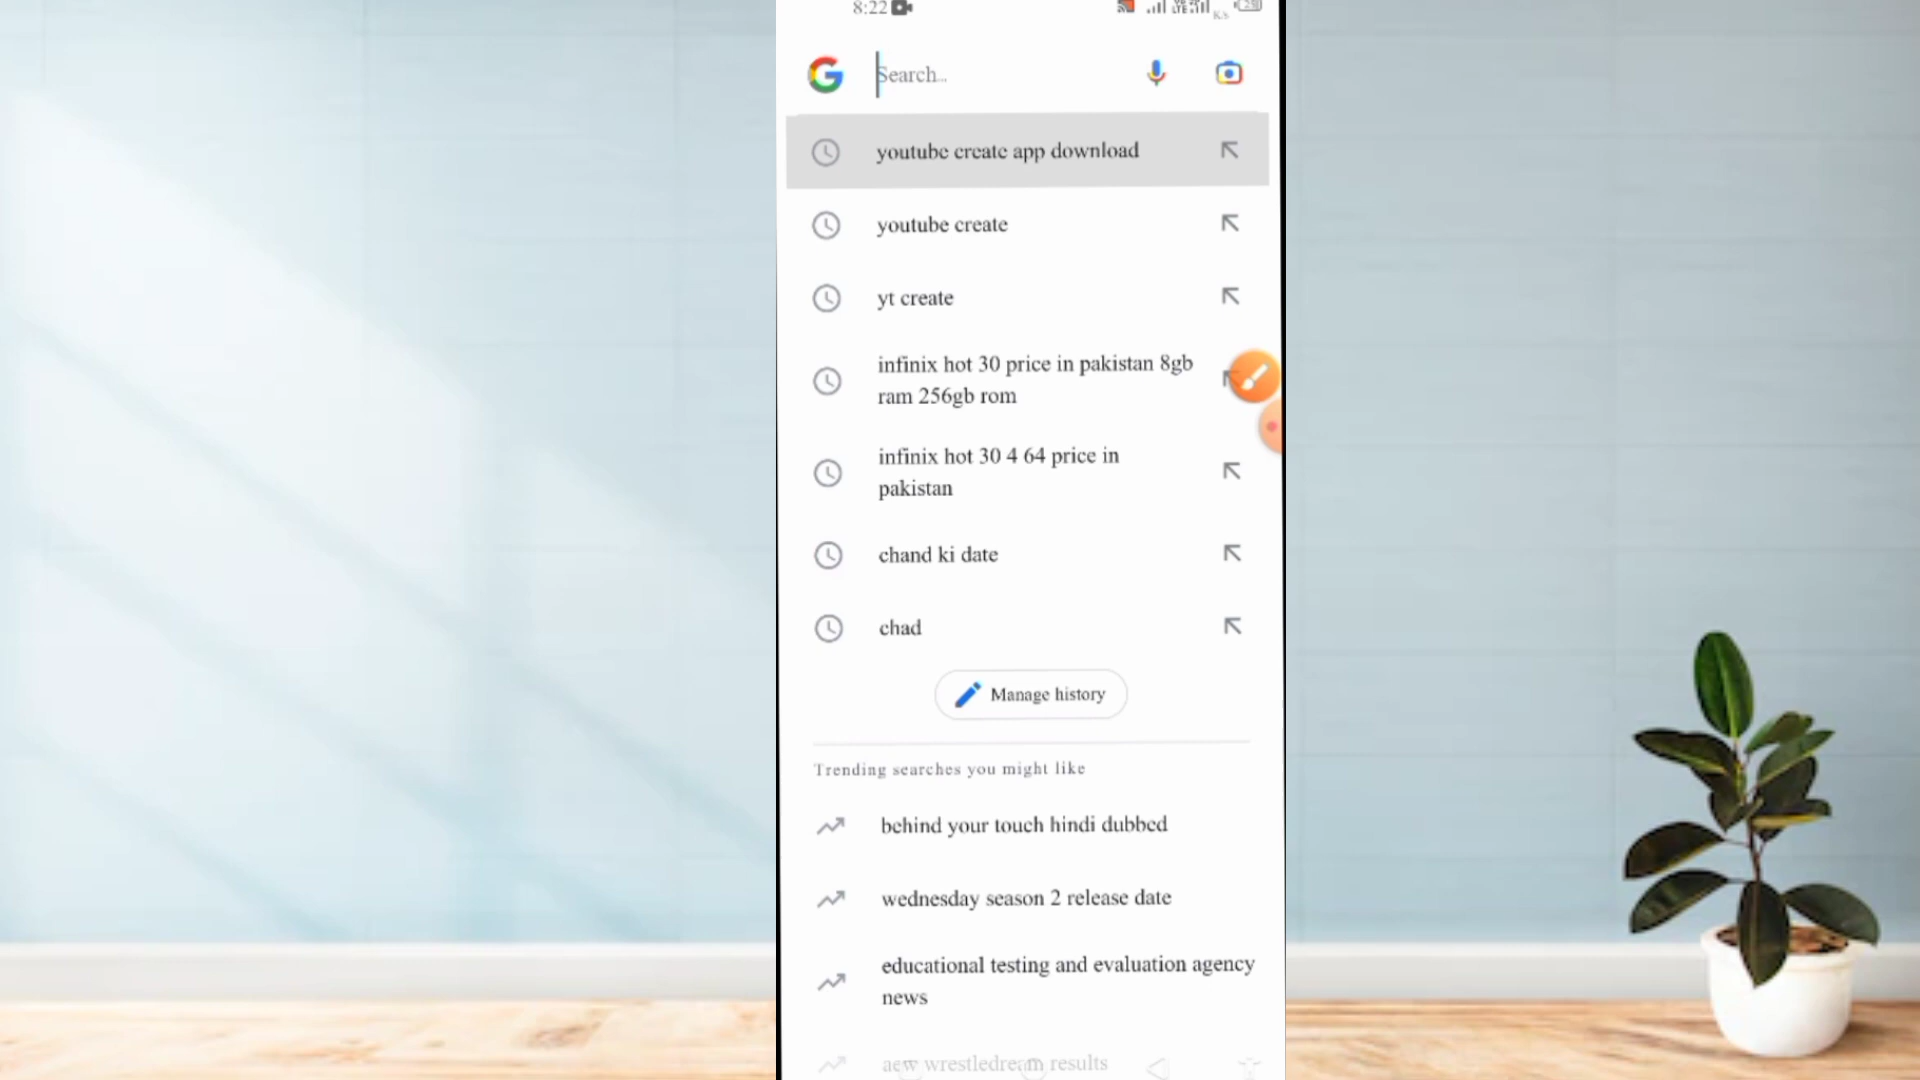 8:22
Search...
youtube create app download
youtube create
yt create
infinix hot 30 price in pakistan 8gb
ram 256gb rom
infinix hot 30 4 64 price in
pakistan
chand ki date
chad
Manage history
Trending searches you might like
behind your touch hindi dubbed
wednesday season 2 release date
educational testing and evaluation agency
news
aew wrestledream results